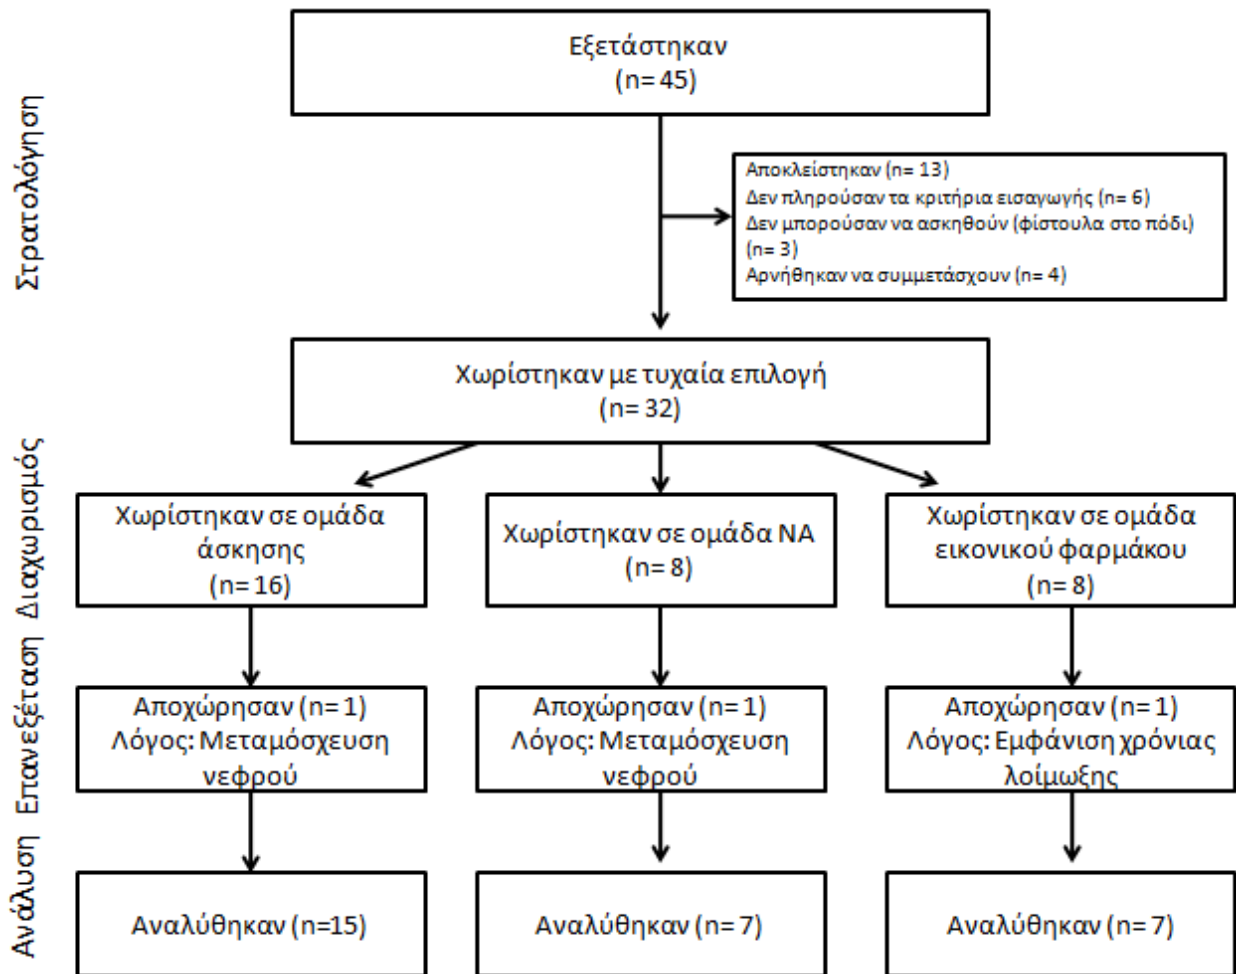 Στρατολόγηση
Εξετάστηκαν
(n= 45)
Αποκλείστηκαν (n= 13)
Δεν πληρούσαν τα κριτήρια εισαγωγής (n= 6)
Δεν μπορούσαν να ασκηθούν (φίστουλα στο πόδι)
(n= 3)
Αρνήθηκαν να συμμετάσχουν (n= 4)
Χωρίστηκαν με τυχαία επιλογή
(n= 32)
Διαχωρισμός
Χωρίστηκαν σε ομάδα
άσκησης
(n= 16)
Χωρίστηκαν σε ομάδα ΝΑ
(n= 8)
Χωρίστηκαν σε ομάδα
εικονικού φαρμάκου
(n= 8)
Επανεξέταση
Αποχώρησαν (n= 1)
Λόγος: Μεταμόσχευση
νεφρού
Αποχώρησαν (n= 1)
Λόγος: Μεταμόσχευση
νεφρού
Αποχώρησαν (n= 1)
Λόγος: Εμφάνιση χρόνιας
λοίμωξης
Ανάλυση
Αναλύθηκαν (n=15)
Αναλύθηκαν (n= 7)
Αναλύθηκαν (n= 7)